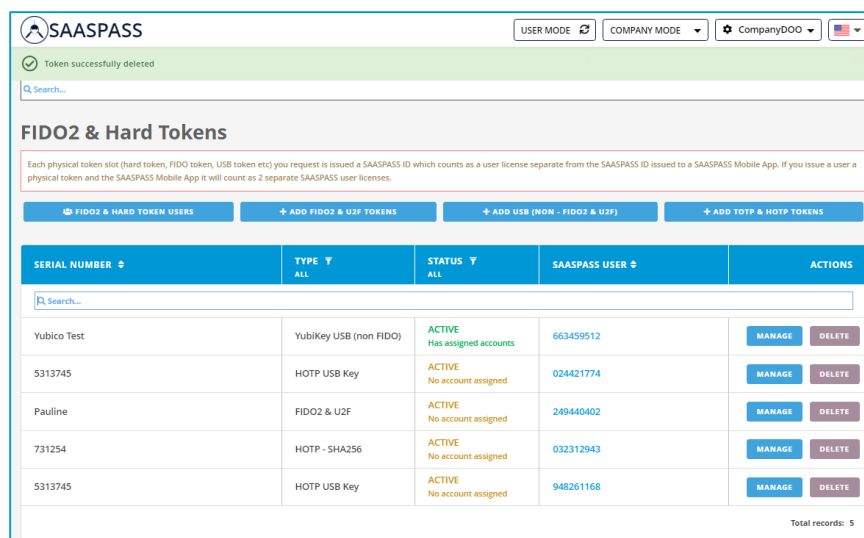 SAASPASS
USER MODE
COMPANY MODE
CompanyDOO
Token successfully deleted
Search...
FIDO2 & Hard Tokens
Each physical token slot (hard token, FIDO token, USB token etc) you request is issued a SAASPASS ID which counts as a user license separate from the SAASPASS ID issued to a SAASPASS Mobile App. If you issue a user a
physical token and the SAASPASS Mobile App it will count as 2 separate SAASPASS user licenses.
FIDO2 & HARD TOKEN USERS
+ ADD FIDO2 & U2F TOKENS
+ ADD USB (NON - FIDO2 & U2F)
+ ADD TOTP & HOTP TOKENS
SERIAL NUMBER
TYPE
ALL
STATUS
ALL
SAASPASS USER
ACTIONS
Search...
Yubico Test
YubiKey USB (non FIDO)
ACTIVE
Has assigned accounts
663459512
MANAGE
DELETE
5313745
HOTP USB Key
ACTIVE
No account assigned
024421774
MANAGE
DELETE
Pauline
FIDO2 & U2F
ACTIVE
No account assigned
249440402
MANAGE
DELETE
731254
HOTP - SHA256
ACTIVE
No account assigned
032312943
MANAGE
DELETE
5313745
HOTP USB Key
ACTIVE
No account assigned
948261168
MANAGE
DELETE
Total records: 5